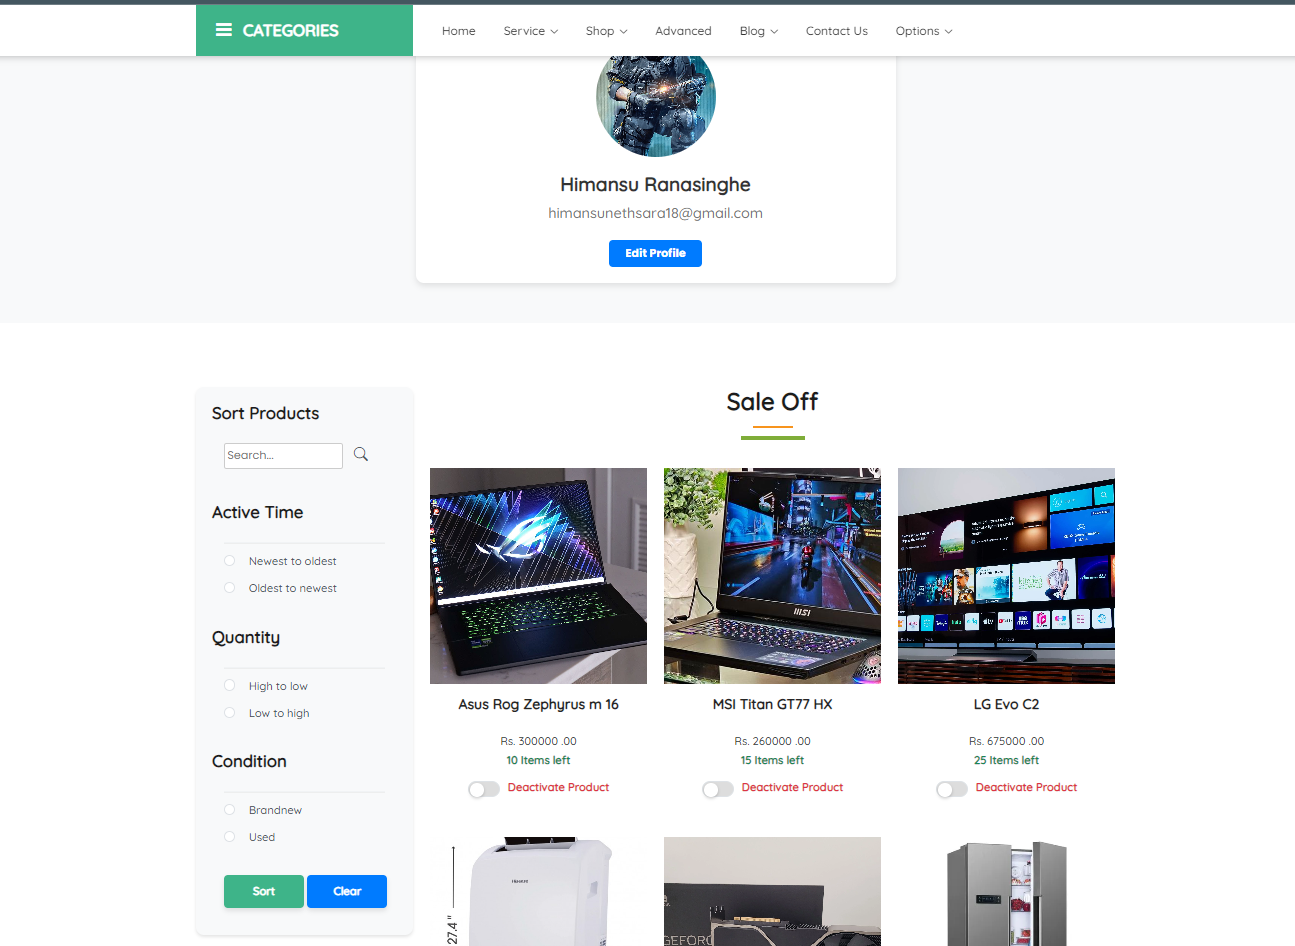 CATEGORIES
Home Service Shop Advanced Blog Contact Us Options
Himansu Ranasinghe
himansunethsara18@gmail.com
Edit Profile
Sort Products
Search...
Active Time
Newest to oldest
Oldest to newest
Quantity
High to low
Low to high
Condition
Brandnew
Used
Sort Clear
Sale Off
MSI
Asus Rog Zephyrus m 16
Rs. 300000 .00
10 Items left
Deactivate Product
MSI Titan GT77 HX
Rs. 260000 .00
15 Items left
Deactivate Product
LG Evo C2
Rs. 675000 .00
25 Items left
Deactivate Product
27.4 "